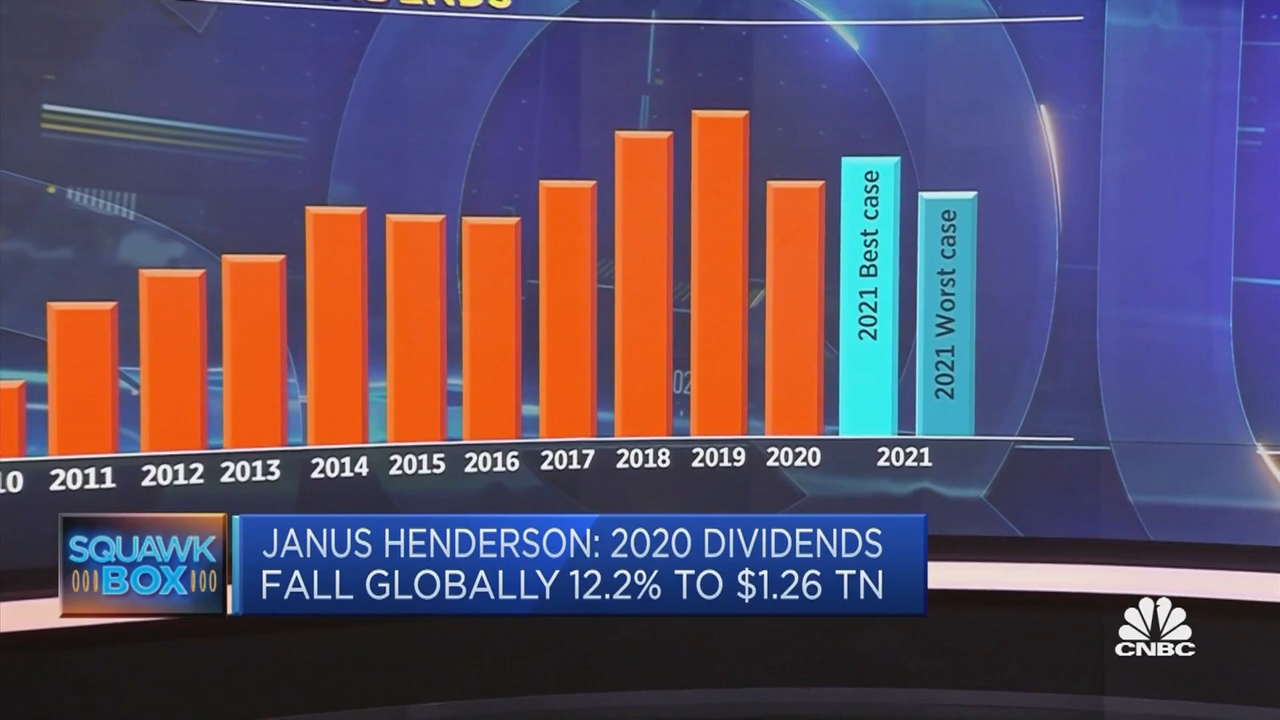 2021 Best case
2021 Worst case
2011 2012 2013 2014 2015 2016 2017 2018 2019 2020 2021
SQUAWK
BOX
JANUS HENDERSON: 2020 DIVIDENDS
FALL GLOBALLY 12.2% TO $1.26 TN
CNBC